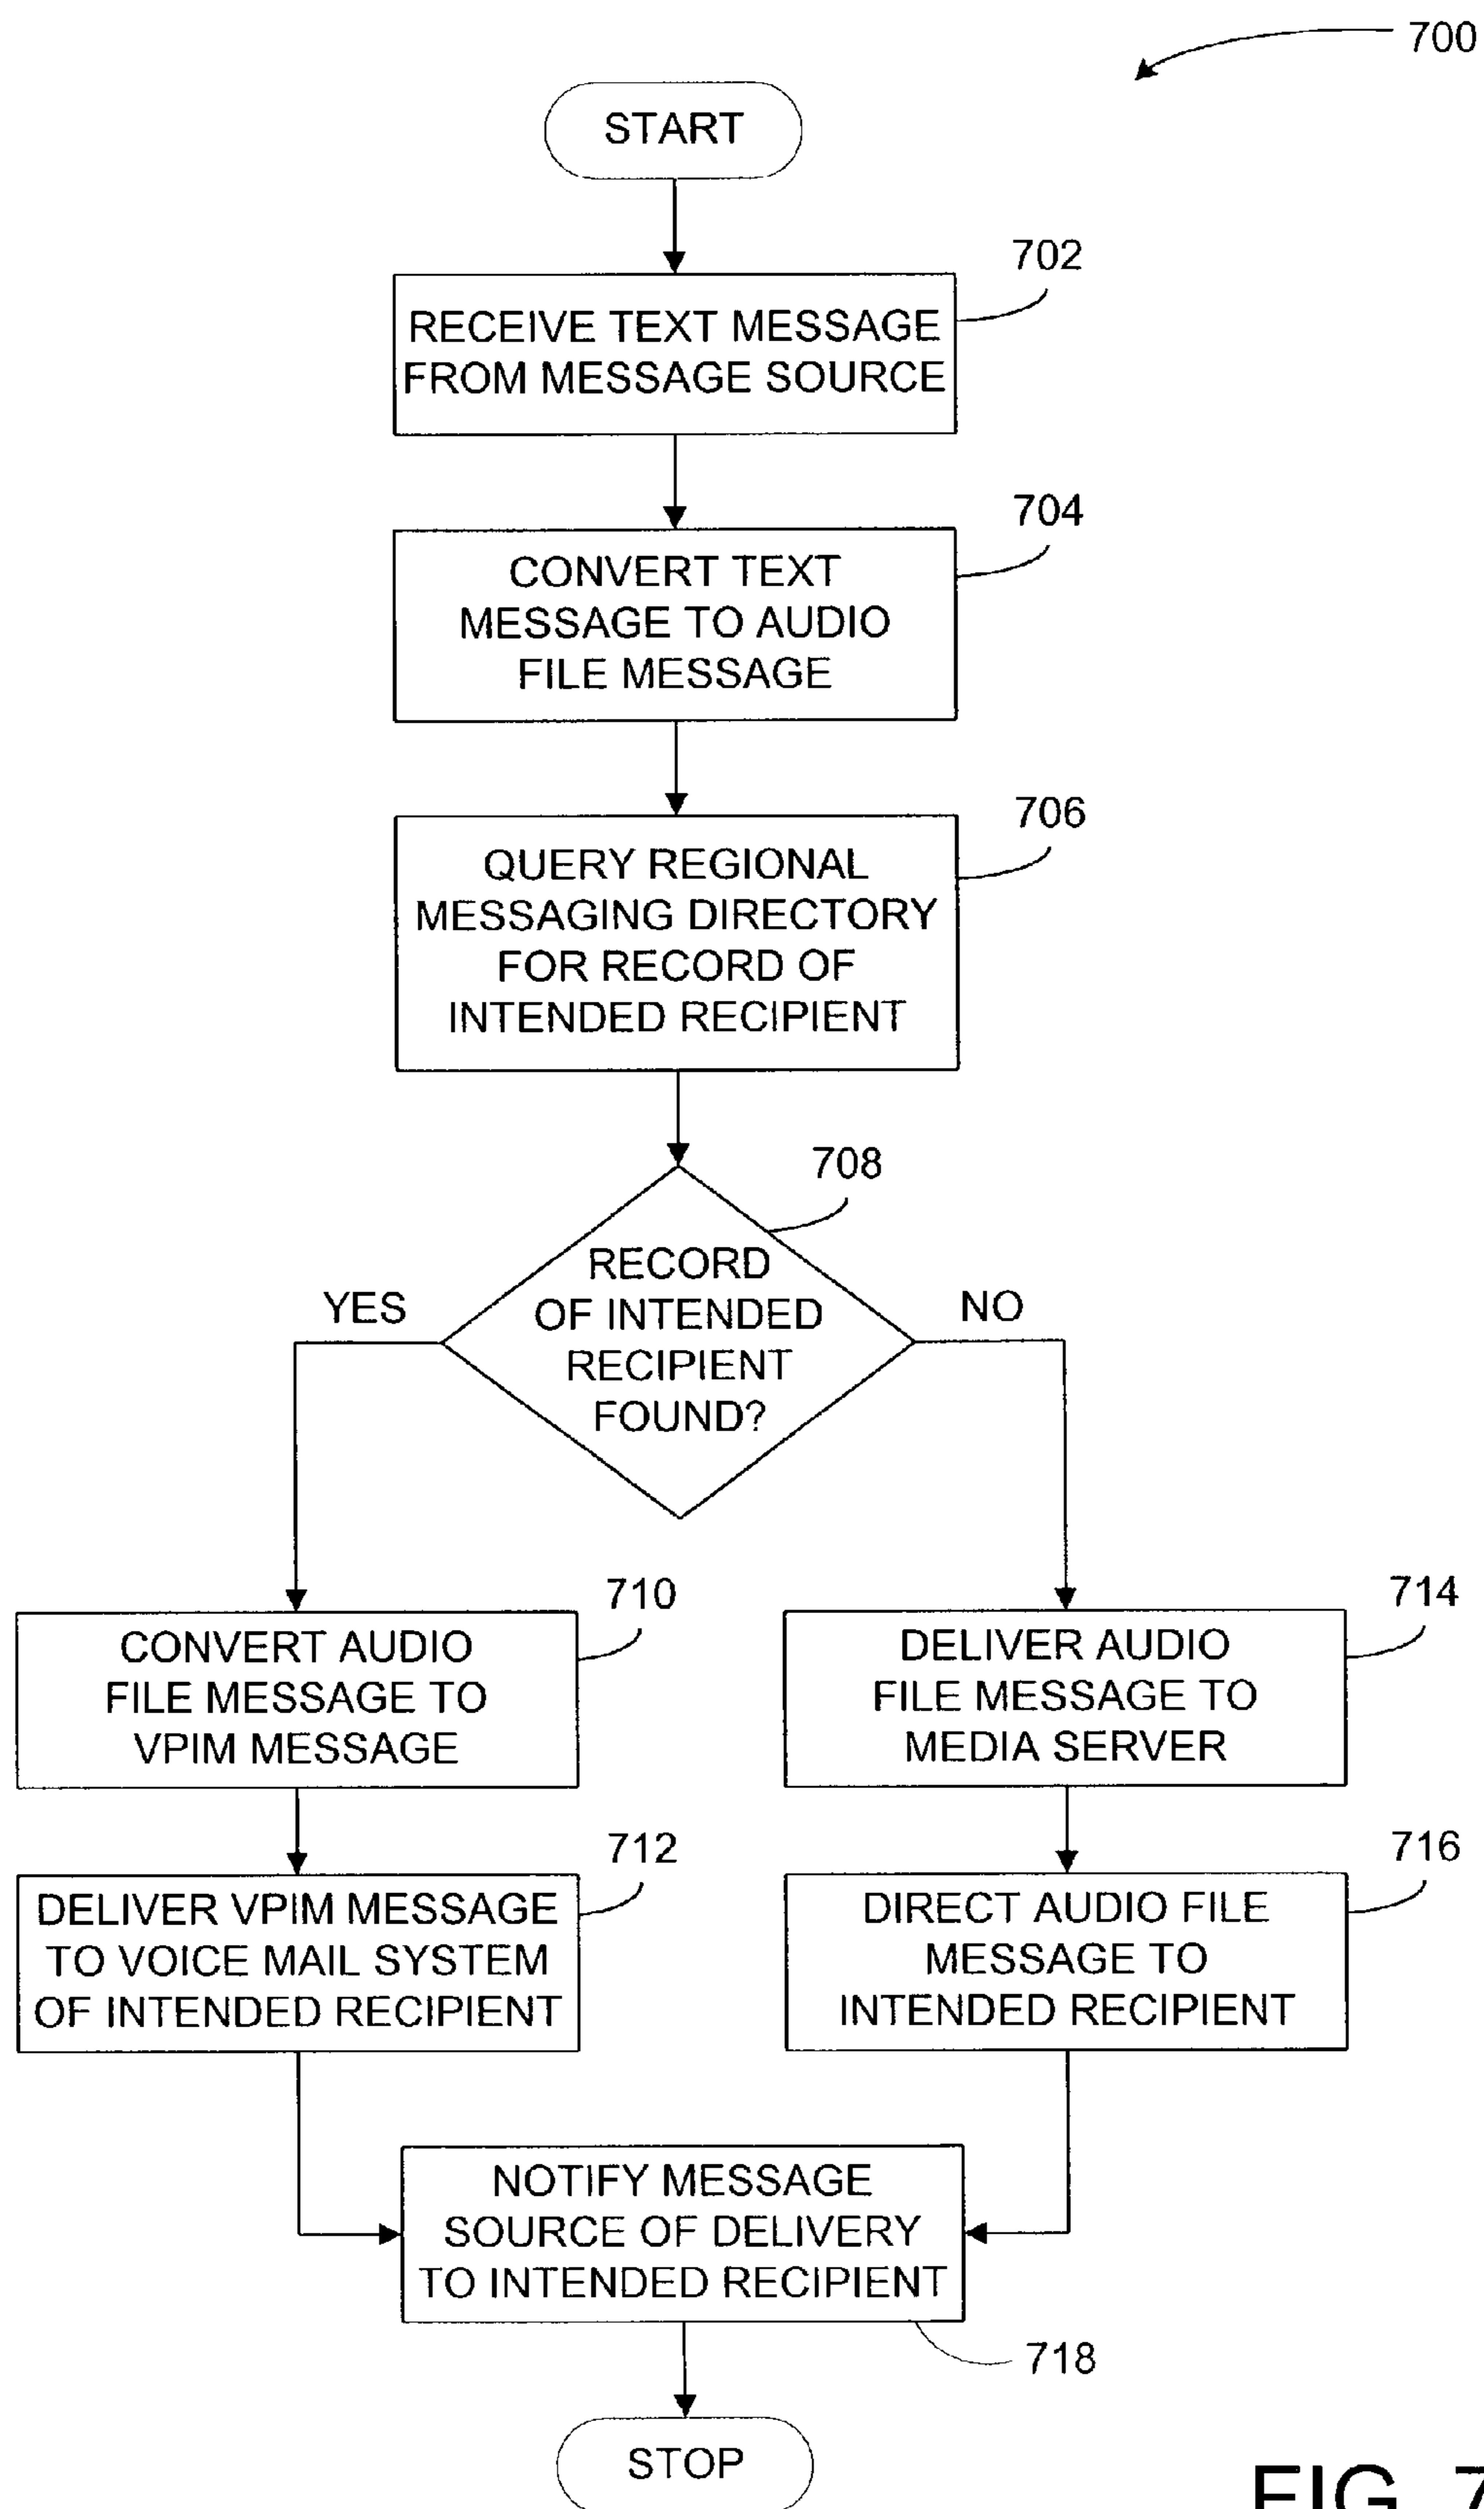 700
START
702
RECEIVE TEXT MESSAGE
FROM MESSAGE SOURCE
704
CONVERT TEXT
MESSAGE TO AUDIO
FILE MESSAGE
706
QUERY REGIONAL
MESSAGING DIRECTORY
FOR RECORD OF
INTENDED RECIPIENT
708
RECORD
OF INTENDED
RECIPIENT
FOUND?
YES
NO
710
CONVERT AUDIO
FILE MESSAGE TO
VPIM MESSAGE
714
DELIVER AUDIO
FILE MESSAGE TO
MEDIA SERVER
712
DELIVER VPIM MESSAGE
TO VOICE MAIL SYSTEM
OF INTENDED RECIPIENT
716
DIRECT AUDIO FILE
MESSAGE TO
INTENDED RECIPIENT
NOTIFY MESSAGE
SOURCE OF DELIVERY
TO INTENDED RECIPIENT
718
STOP
FIG. 7